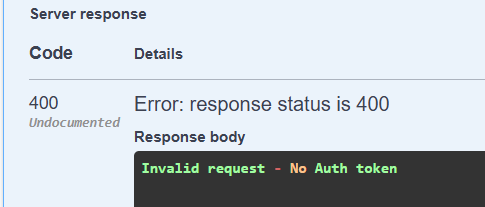 Server response
Code Details
400 Error: response status is 400
Undocumented
Response body
Invalid request - No Auth token